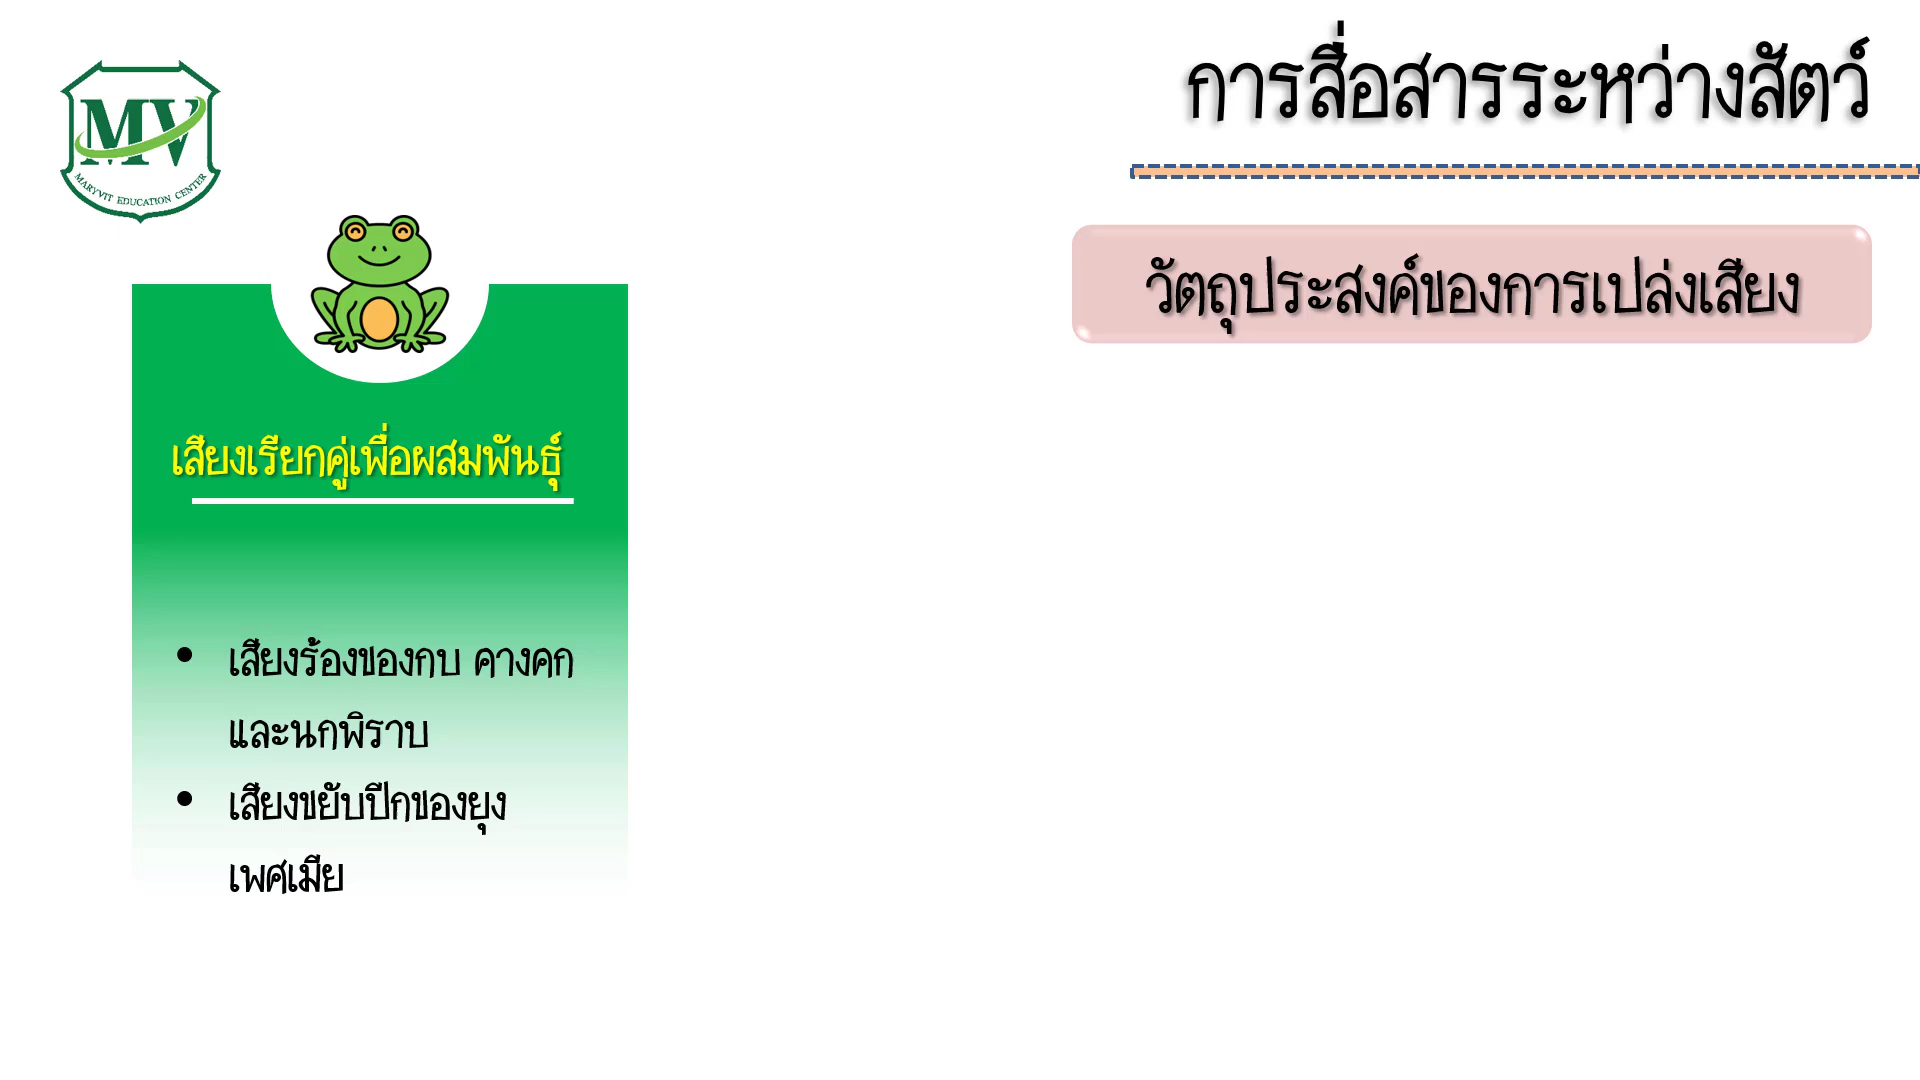 การสื่อสารระหว่างสัตว์
MV
MARYVIT EDUCATION CENTER
วัตถุประสงค์ของการเปล่งเสียง
เสียงเรียกคู่เพื่อผสมพันธุ์
• เสียงร้องของกบ คางคก
และนกพิราบ
• เสียงขยับปีกของยุง
เพศเมีย